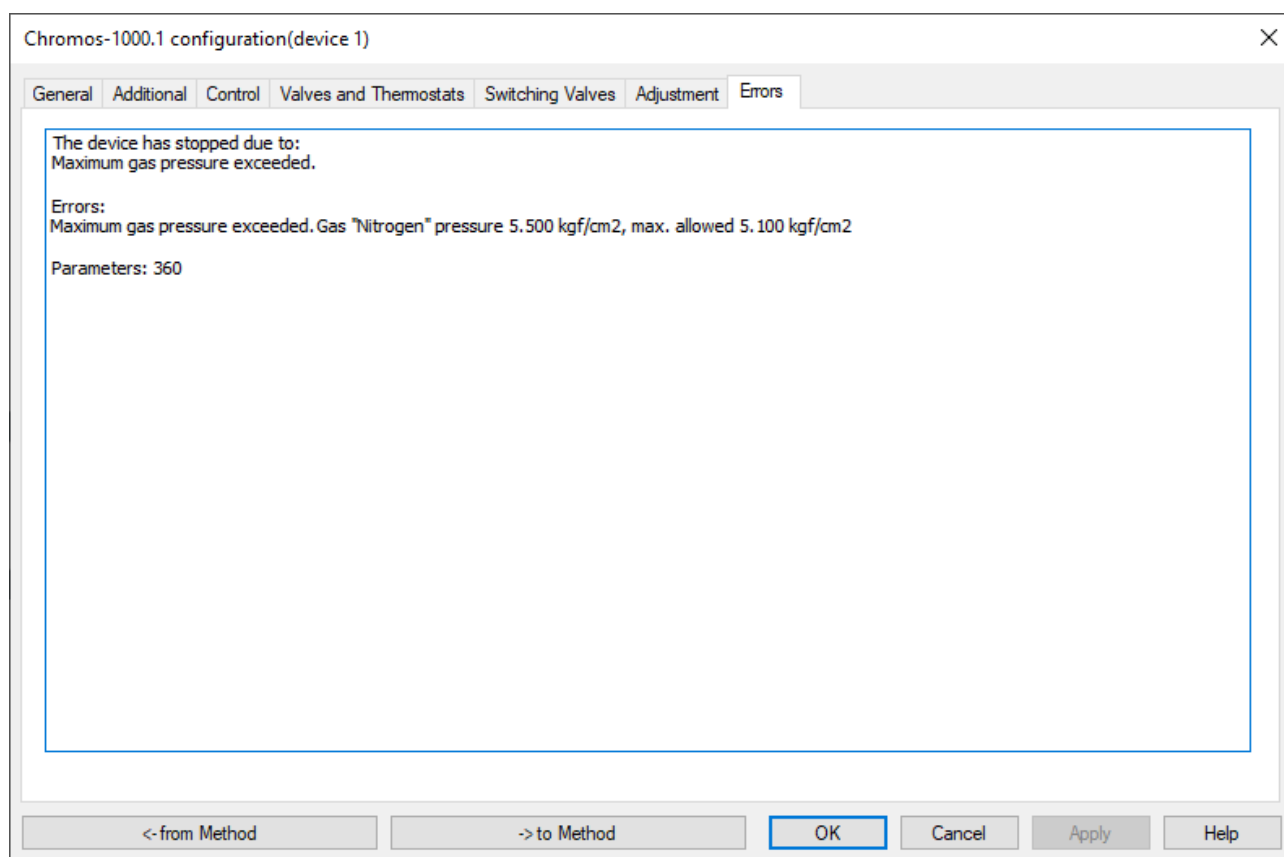 Chromos-1000.1 configuration(device 1)
General Additional Control Valves and Thermostats Switching Valves Adjustment Errors
The device has stopped due to:
Maximum gas pressure exceeded.
Errors:
Maximum gas pressure exceeded. Gas "Nitrogen" pressure 5.500 kgf/cm2, max. allowed 5.100 kgf/cm2
Parameters: 360
<-from Method -> to Method OK Cancel Apply Help